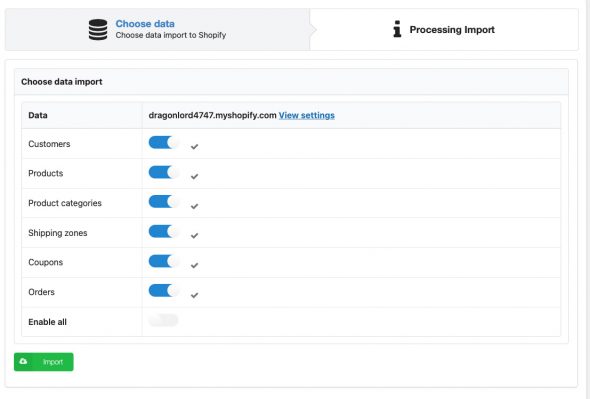 Choose data
Choose data import to Shopify
Processing Import
Choose data import
Data dragonlord4747.myshopify.com View settings
Customers
Products
Product categories
Shipping zones
Coupons
Orders
Enable all
Import